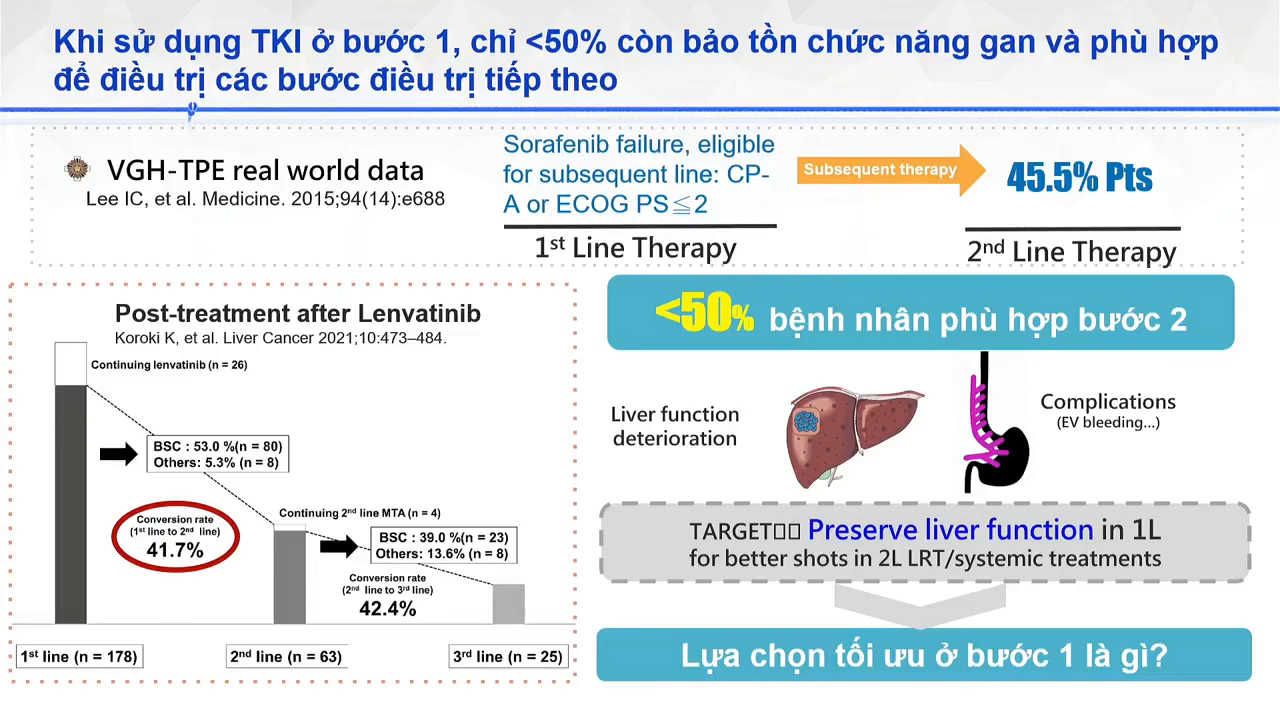 Khi sử dụng TKI ở bước 1, chỉ <50% còn bảo tồn chức năng gan và phù hợp
để điều trị các bước điều trị tiếp theo
VGH-TPE real world data
Lee IC, et al. Medicine. 2015;94(14):e688
Sorafenib failure, eligible
for subsequent line: CP-
A or ECOG PS≦2
1st Line Therapy
Subsequent therapy
45.5% Pts
2nd Line Therapy
Post-treatment after Lenvatinib
Koroki K, et al. Liver Cancer 2021;10:473–484.
Continuing lenvatinib (n = 26)
BSC : 53.0 %(n = 80)
Others: 5.3% (n = 8)
Conversion rate
(1st line to 2nd line)
41.7%
Continuing 2nd line MTA (n = 4)
BSC : 39.0 %(n = 23)
Others: 13.6% (n = 8)
Conversion rate
(2nd line to 3rd line)
42.4%
1st line (n = 178)
2nd line (n = 63)
3rd line (n = 25)
<50% bệnh nhân phù hợp bước 2
Liver function
deterioration
Complications
(EV bleeding...)
TARGET▯▯ Preserve liver function in 1L
for better shots in 2L LRT/systemic treatments
Lựa chọn tối ưu ở bước 1 là gì?